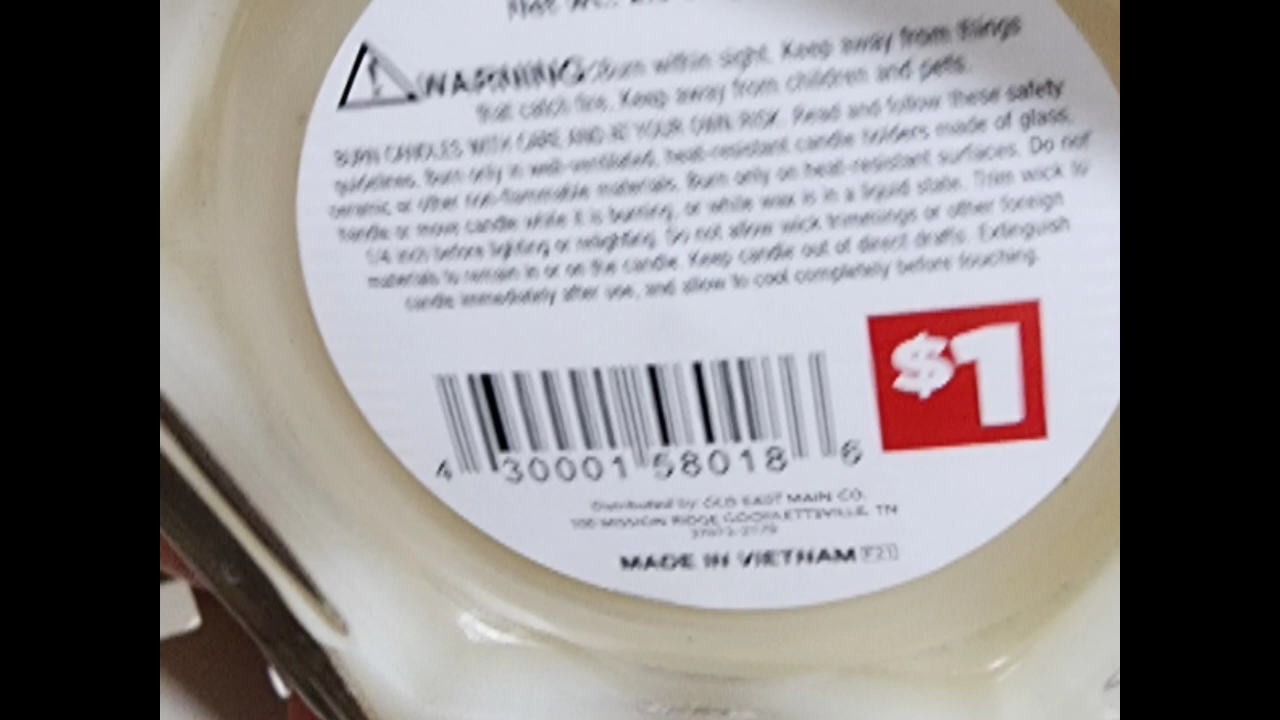 Net Wt.
WARNING: Burn within sight. Keep away from things
that catch fire. Keep away from children and pets.
BURN CANDLES WITH CARE AND AT YOUR OWN RISK. Read and follow these safety
guidelines. Burn only in well-ventilated, heat-resistant candle holders made of glass,
ceramic or other non-flammable materials. Burn only on heat-resistant surfaces. Do not
handle or move candle while it is burning, or while wax is in a liquid state. Trim wick to
1/4 inch before lighting or relighting. Do not allow wick trimmings or other foreign
materials to remain in or on the candle. Keep candle out of direct drafts. Extinguish
candle immediately after use, and allow to cool completely before touching.
$1
4 30001 58018 6
Distributed by: OLD EAST MAIN CO.
100 MISSION RIDGE GOODLETTSVILLE, TN
MADE IN VIETNAM F21